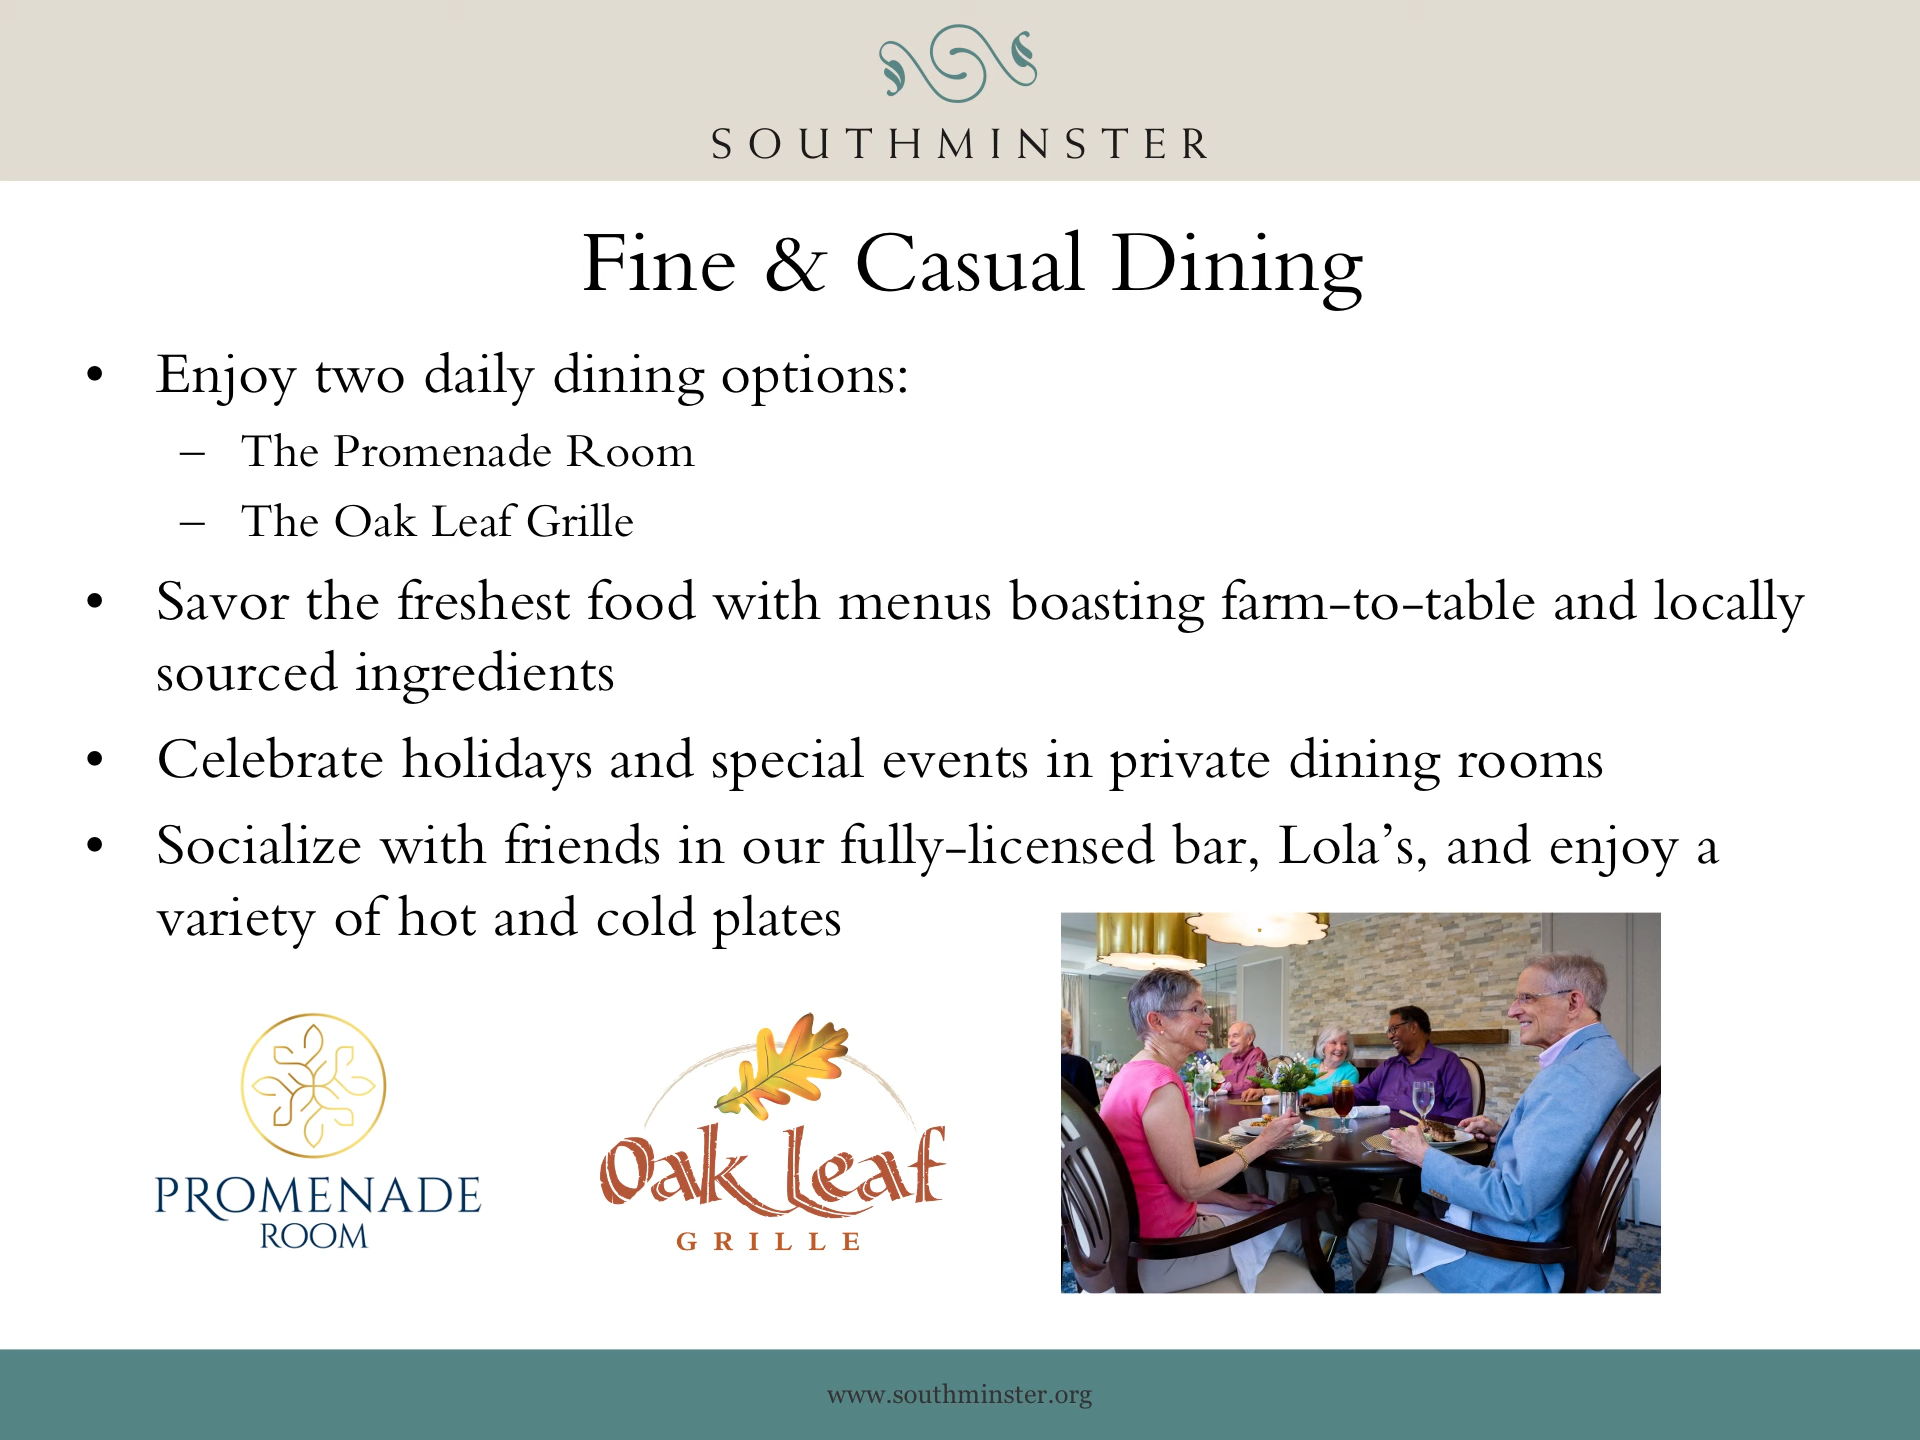 SOUTHMINSTER
Fine & Casual Dining
• Enjoy two daily dining options:
– The Promenade Room
– The Oak Leaf Grille
• Savor the freshest food with menus boasting farm-to-table and locally
sourced ingredients
• Celebrate holidays and special events in private dining rooms
• Socialize with friends in our fully-licensed bar, Lola’s, and enjoy a
variety of hot and cold plates
PROMENADE
ROOM
Oak Leaf
GRILLE
www.southminster.org